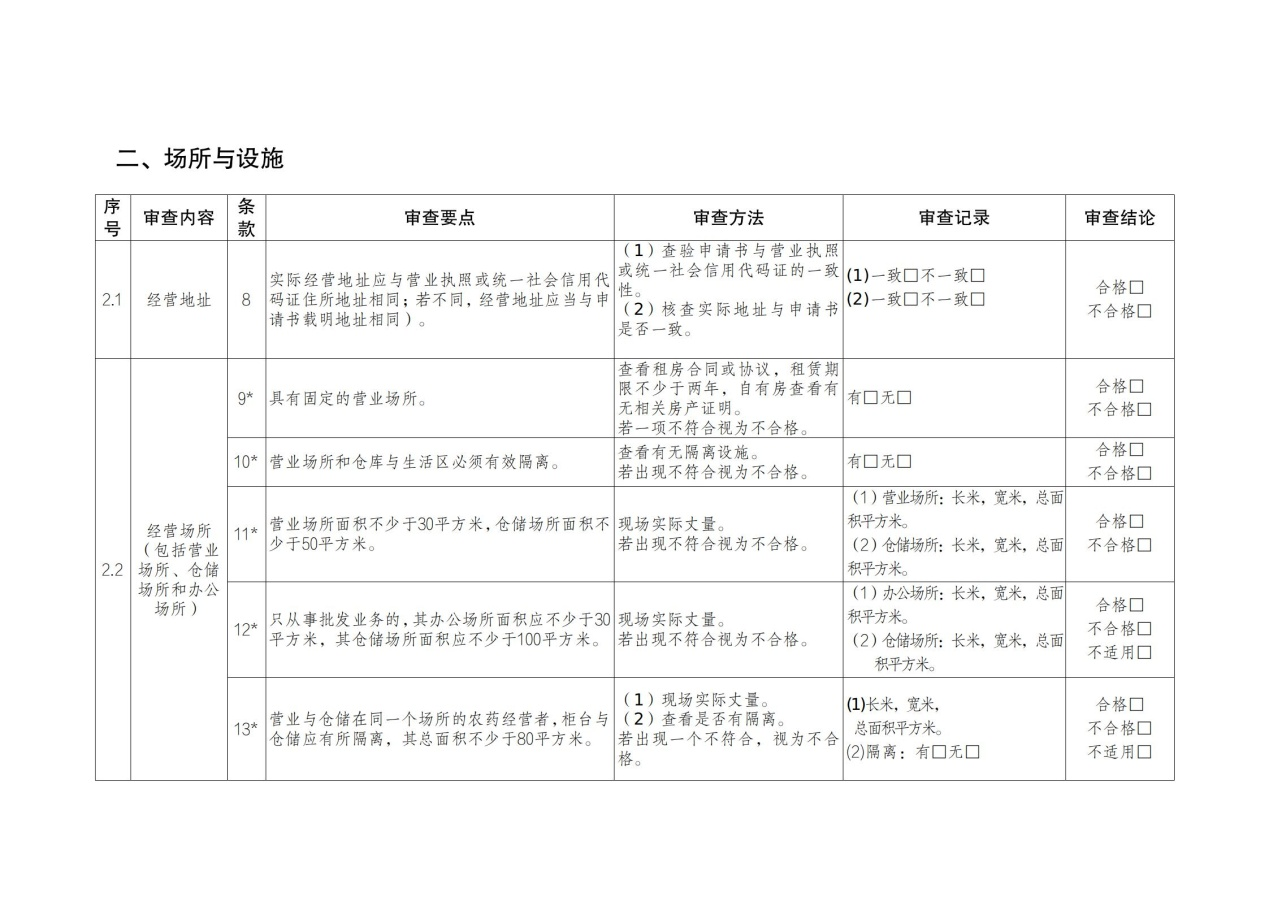 二、场所与设施
序
号
审查内容
条
款
审查要点
审查方法
审查记录
审查结论
2.1
经营地址
8
实际经营地址应与营业执照或统一社会信用代
码证住所地址相同；若不同，经营地址应当与申
请书载明地址相同）。
（1）查验申请书与营业执照
或统一社会信用代码证的一致
性。
（2）核查实际地址与申请书
是否一致。
(1)一致□不一致□
(2)一致□不一致□
合格□
不合格□
2.2
经营场所
（包括营业
场所、仓储
场所和办公
场所）
9*
具有固定的营业场所。
查看租房合同或协议，租赁期
限不少于两年，自有房查看有
无相关房产证明。
若一项不符合视为不合格。
有□无□
合格□
不合格□
10*
营业场所和仓库与生活区必须有效隔离。
查看有无隔离设施。
若出现不符合视为不合格。
有□无□
合格□
不合格□
11*
营业场所面积不少于30平方米，仓储场所面积不
少于50平方米。
现场实际丈量。
若出现不符合视为不合格。
（1）营业场所：长米，宽米，总面
积平方米。
（2）仓储场所：长米，宽米，总面
积平方米。
合格□
不合格□
12*
只从事批发业务的，其办公场所面积应不少于30
平方米，其仓储场所面积应不少于100平方米。
现场实际丈量。
若出现不符合视为不合格。
（1）办公场所：长米，宽米，总面
积平方米。
（2）仓储场所：长米，宽米，总面
积平方米。
合格□
不合格□
不适用□
13*
营业与仓储在同一个场所的农药经营者，柜台与
仓储应有所隔离，其总面积不少于80平方米。
（1）现场实际丈量。
（2）查看是否有隔离。
若出现一个不符合，视为不合
格。
(1)长米，宽米，
总面积平方米。
(2)隔离：有□无□
合格□
不合格□
不适用□